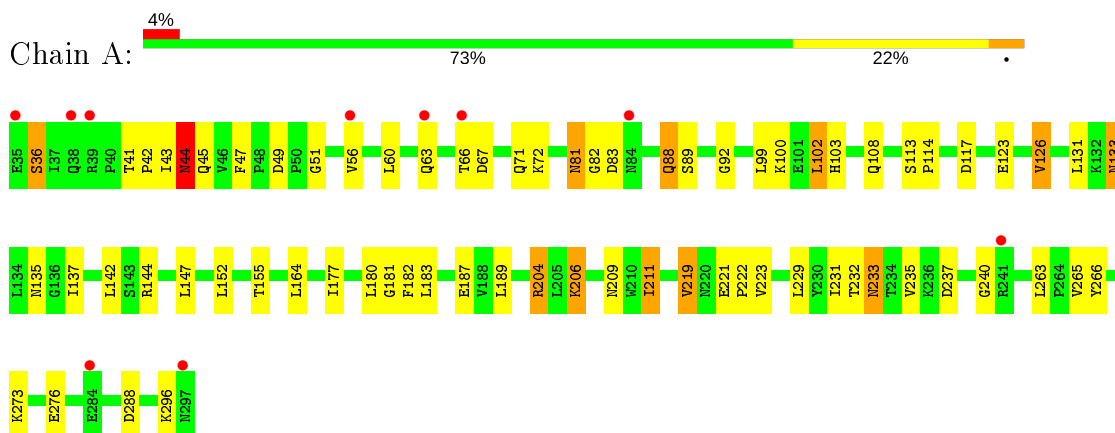 4%
Chain A:
73% 22% •
E35 S36 I37 Q38 R39 P40 T41 P42 I43 N44 Q45 V46 F47 P48 D49 P50 G51 V56 L60 Q63 T66 D67 Q71 K72 N81 G82 D83 N84 Q88 S89 G92 L99 K100 E101 L102 H103 Q108 S113 P114 D117 E123 V126 L131 K132 N133
L134 N135 G136 I137 L142 S143 R144 L147 L152 T155 L164 I177 L180 G181 F182 L183 E187 V188 L189 R204 L205 K206 N209 W210 I211 V219 N220 E221 P222 V223 L229 Y230 I231 T232 N233 T234 V235 K236 D237 G240 R241 L263 P264 V265 Y266
K273 E276 E284 D288 K296 N297